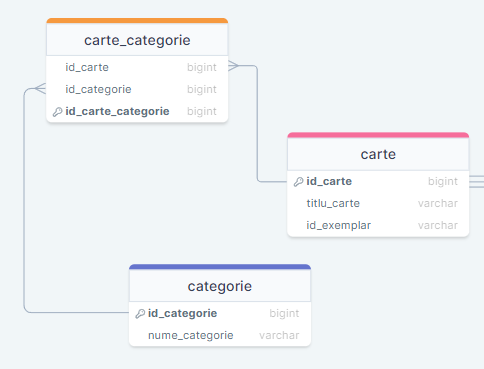 carte_categorie
id_carte bigint
id_categorie bigint
id_carte_categorie bigint
carte
id_carte bigint
titlu_carte varchar
id_exemplar varchar
categorie
id_categorie bigint
nume_categorie varchar